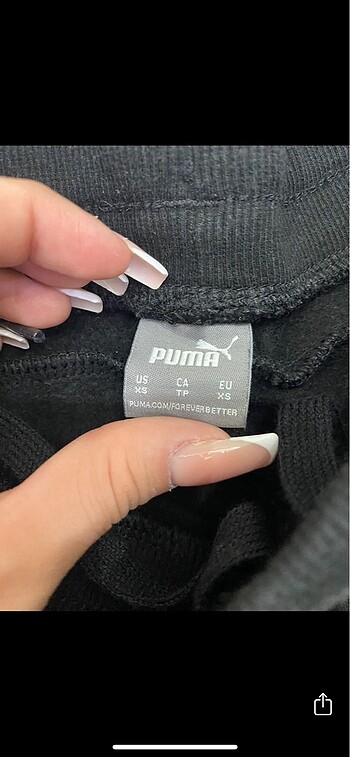 PUMA
US CA EU
XS TP XS
PUMA.COM/FOREVERBETTER